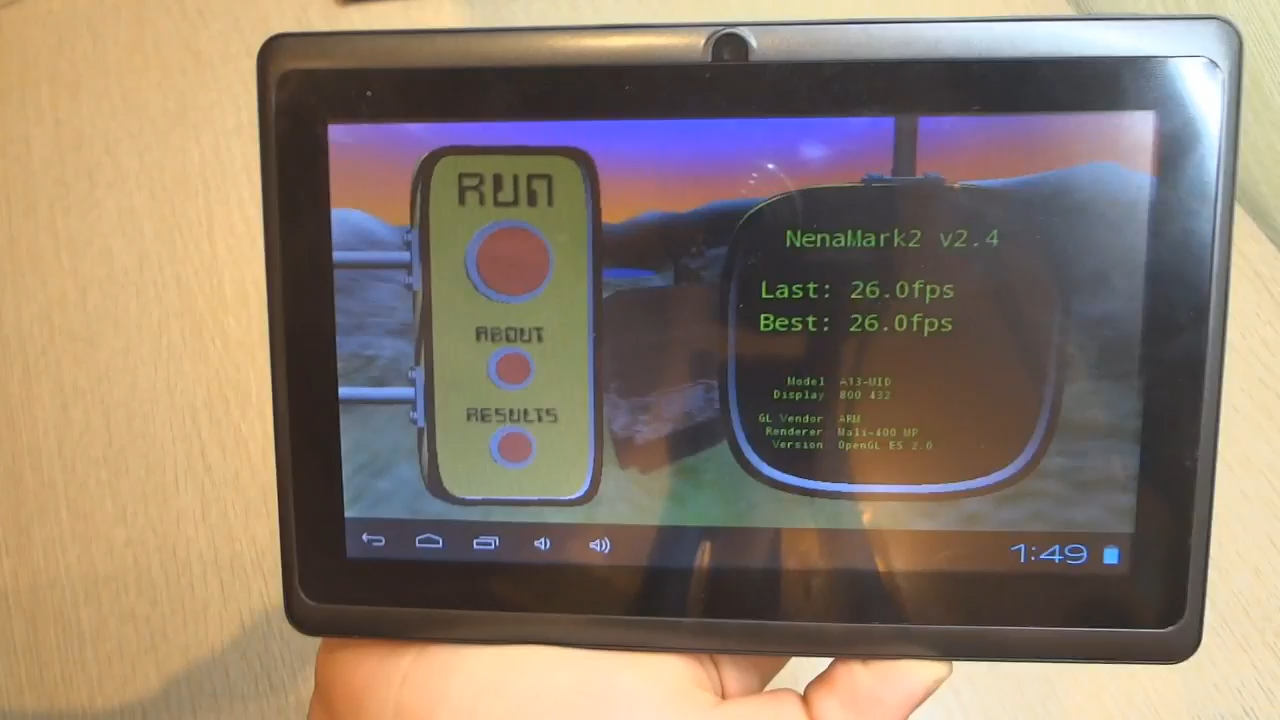 RUN
ABOUT
RESULTS
NenaMark2 v2.4
Last: 26.0fps
Best: 26.0fps
Model A13-MID
Display 800 432
GL Vendor ARM
Renderer Mali-400 MP
Version OpenGL ES 2.0
1:49